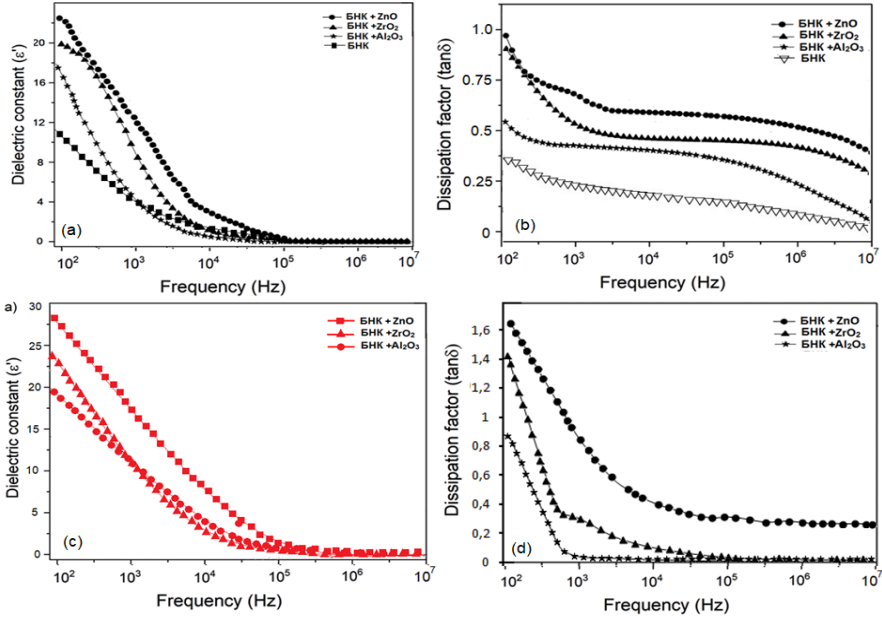 БНК + ZnO
БНК +ZrO₂
БНК +Al₂O₃
БНК
Dielectric constant (ε')
24
20
16
12
8
4
0
(a)
10² 10³ 10⁴ 10⁵ 10⁶ 10⁷
Frequency (Hz)
БНК + ZnO
БНК +ZrO₂
БНК +Al₂O₃
БНК
Dissipation factor (tanδ)
1.0
0.75
0.5
0.25
0
(b)
10² 10³ 10⁴ 10⁵ 10⁶ 10⁷
Frequency (Hz)
a)
БНК + ZnO
БНК +ZrO₂
БНК +Al₂O₃
Dielectric constant (ε')
30
25
20
15
10
5
0
(c)
10² 10³ 10⁴ 10⁵ 10⁶ 10⁷
Frequency (Hz)
БНК + ZnO
БНК +ZrO₂
БНК +Al₂O₃
Dissipation factor (tanδ)
1,6
1,4
1,2
1
0,8
0,6
0,4
0,2
0
(d)
10² 10³ 10⁴ 10⁵ 10⁶ 10⁷
Frequency (Hz)